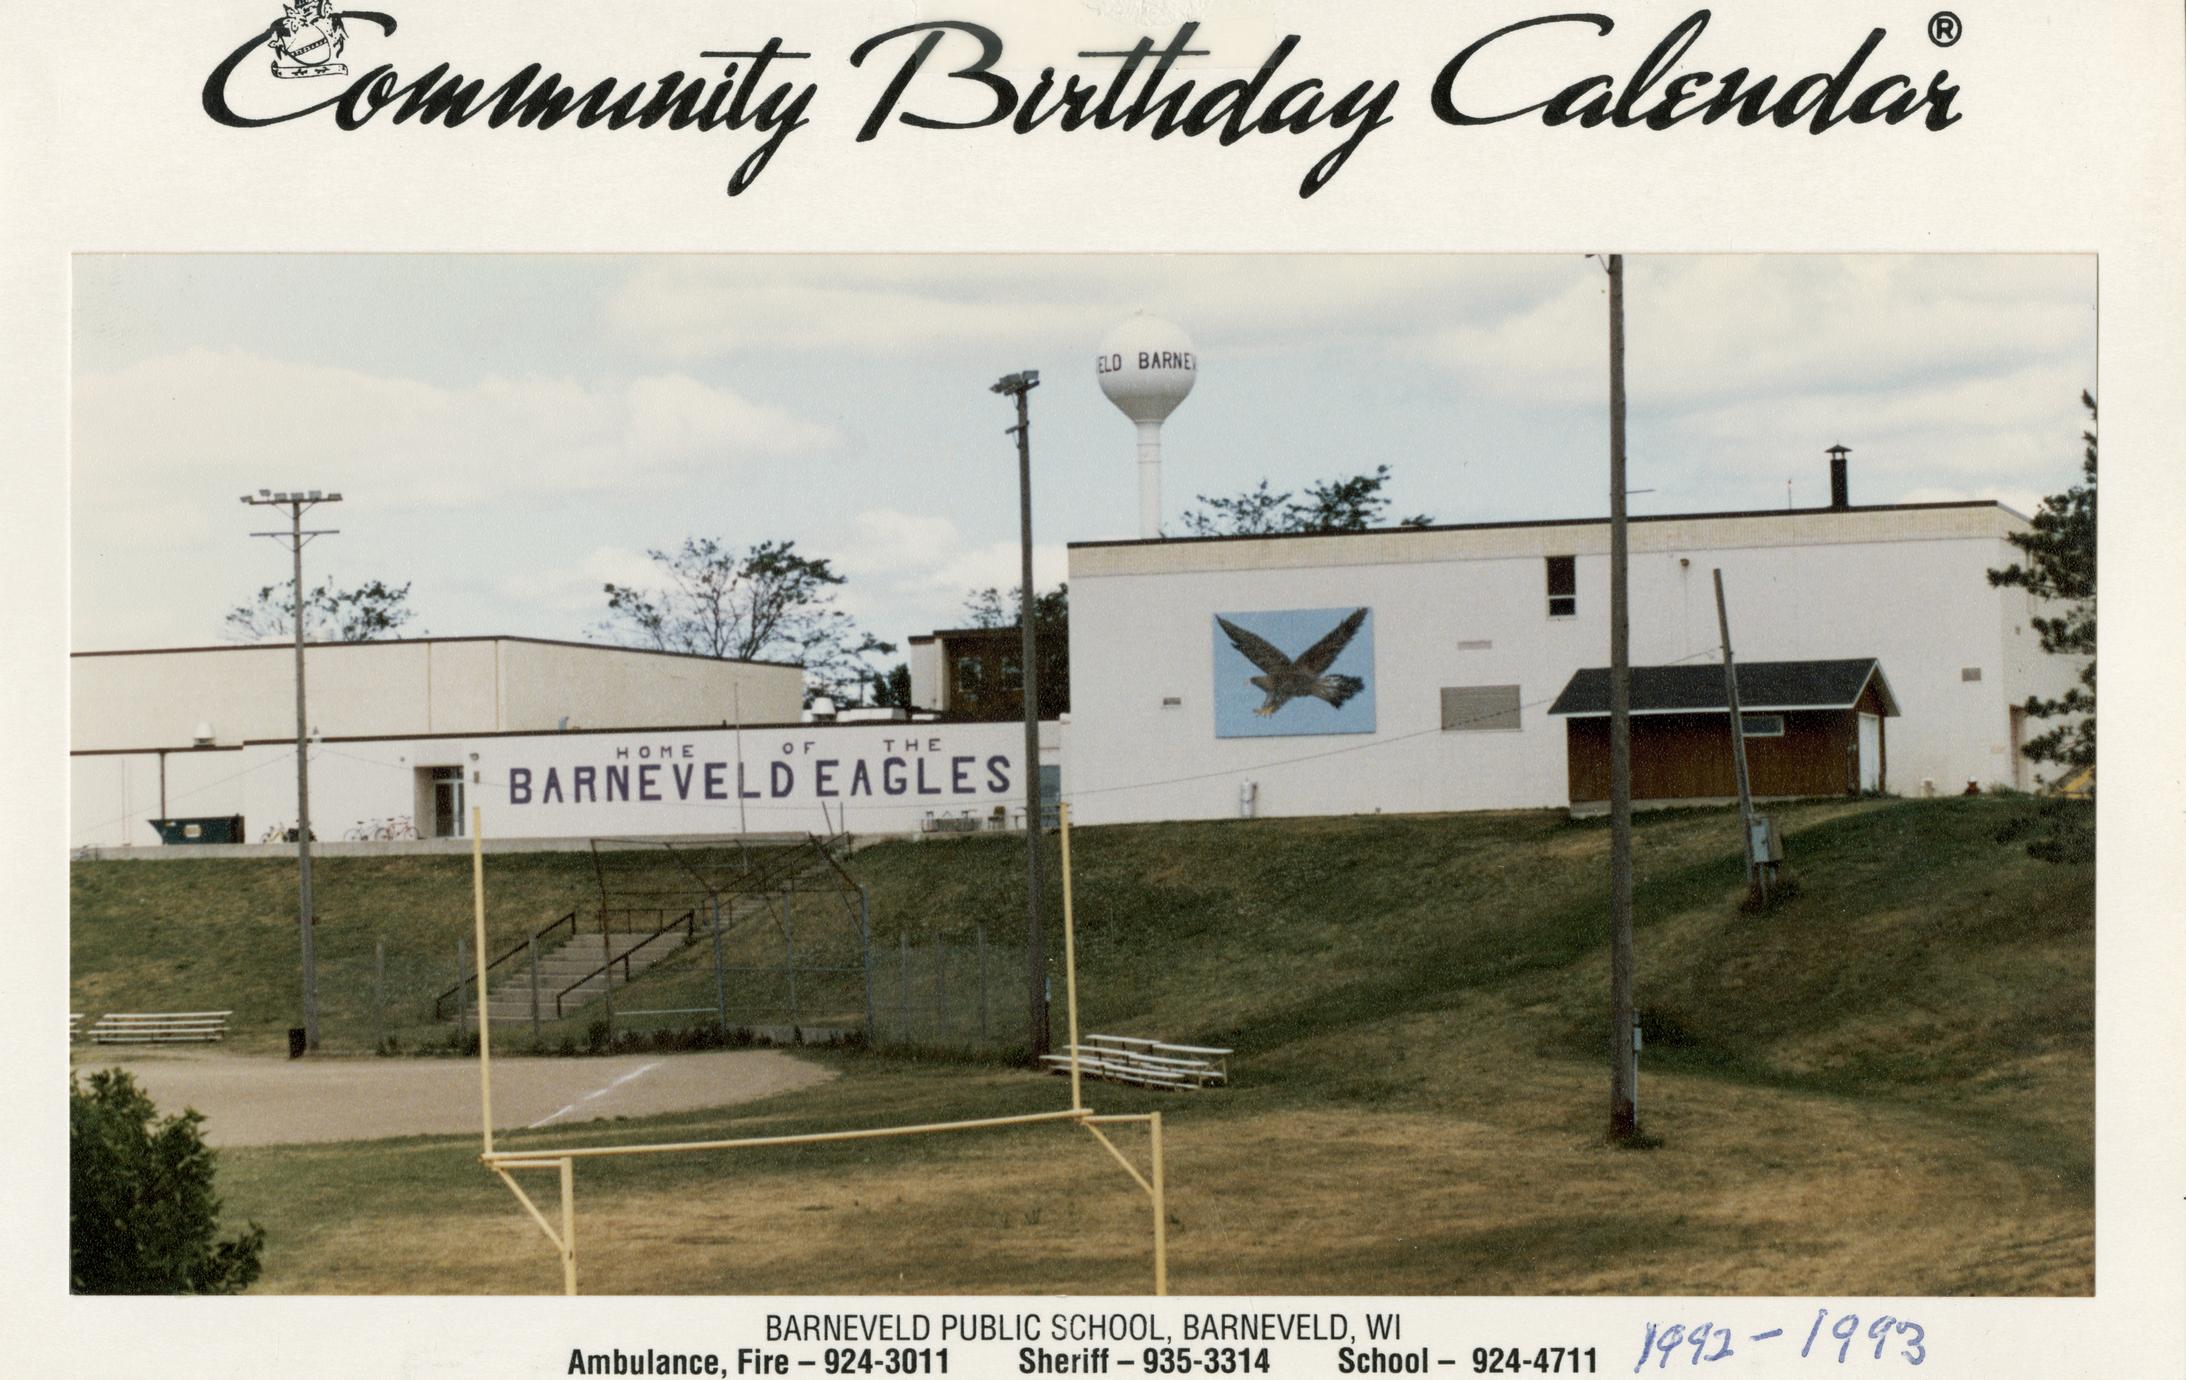 Community Birthday Calendar®
ELD BARNEV
HOME OF THE
BARNEVELD EAGLES
BARNEVELD PUBLIC SCHOOL, BARNEVELD, WI
Ambulance, Fire – 924-3011 Sheriff – 935-3314 School – 924-4711
1992-1993